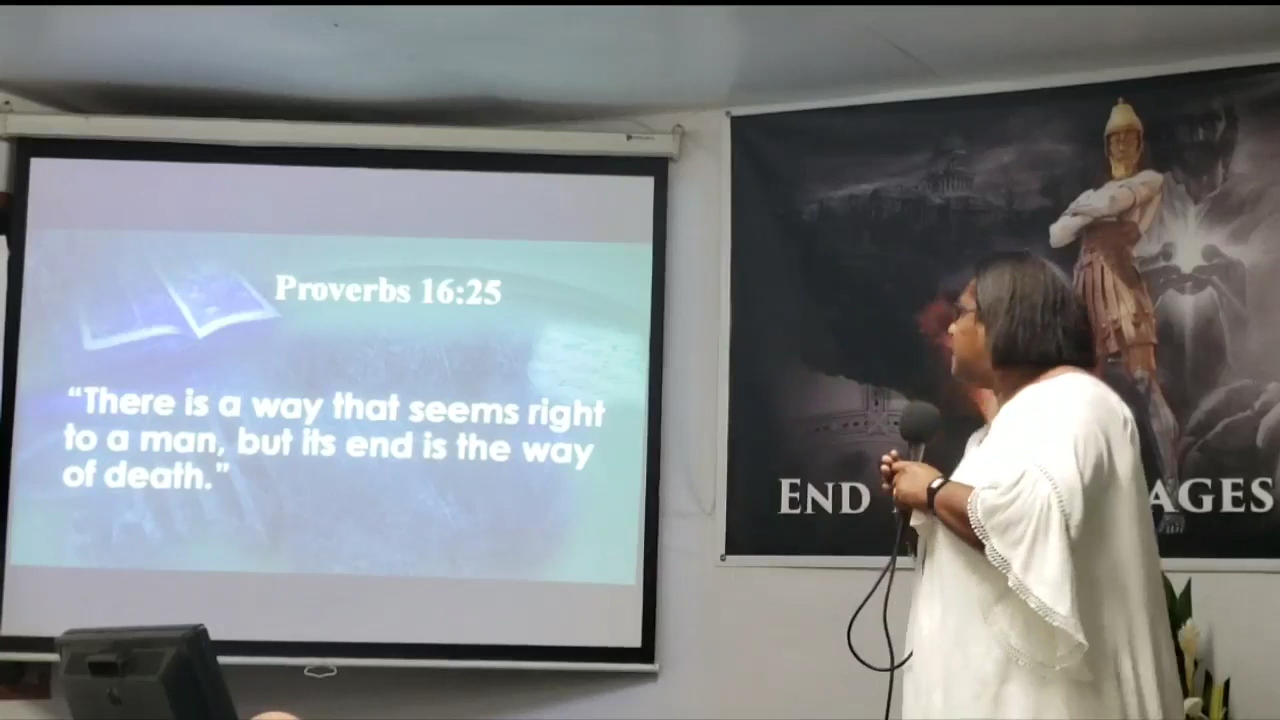 Proverbs 16:25
“There is a way that seems right
to a man, but its end is the way
of death.”
END AGES